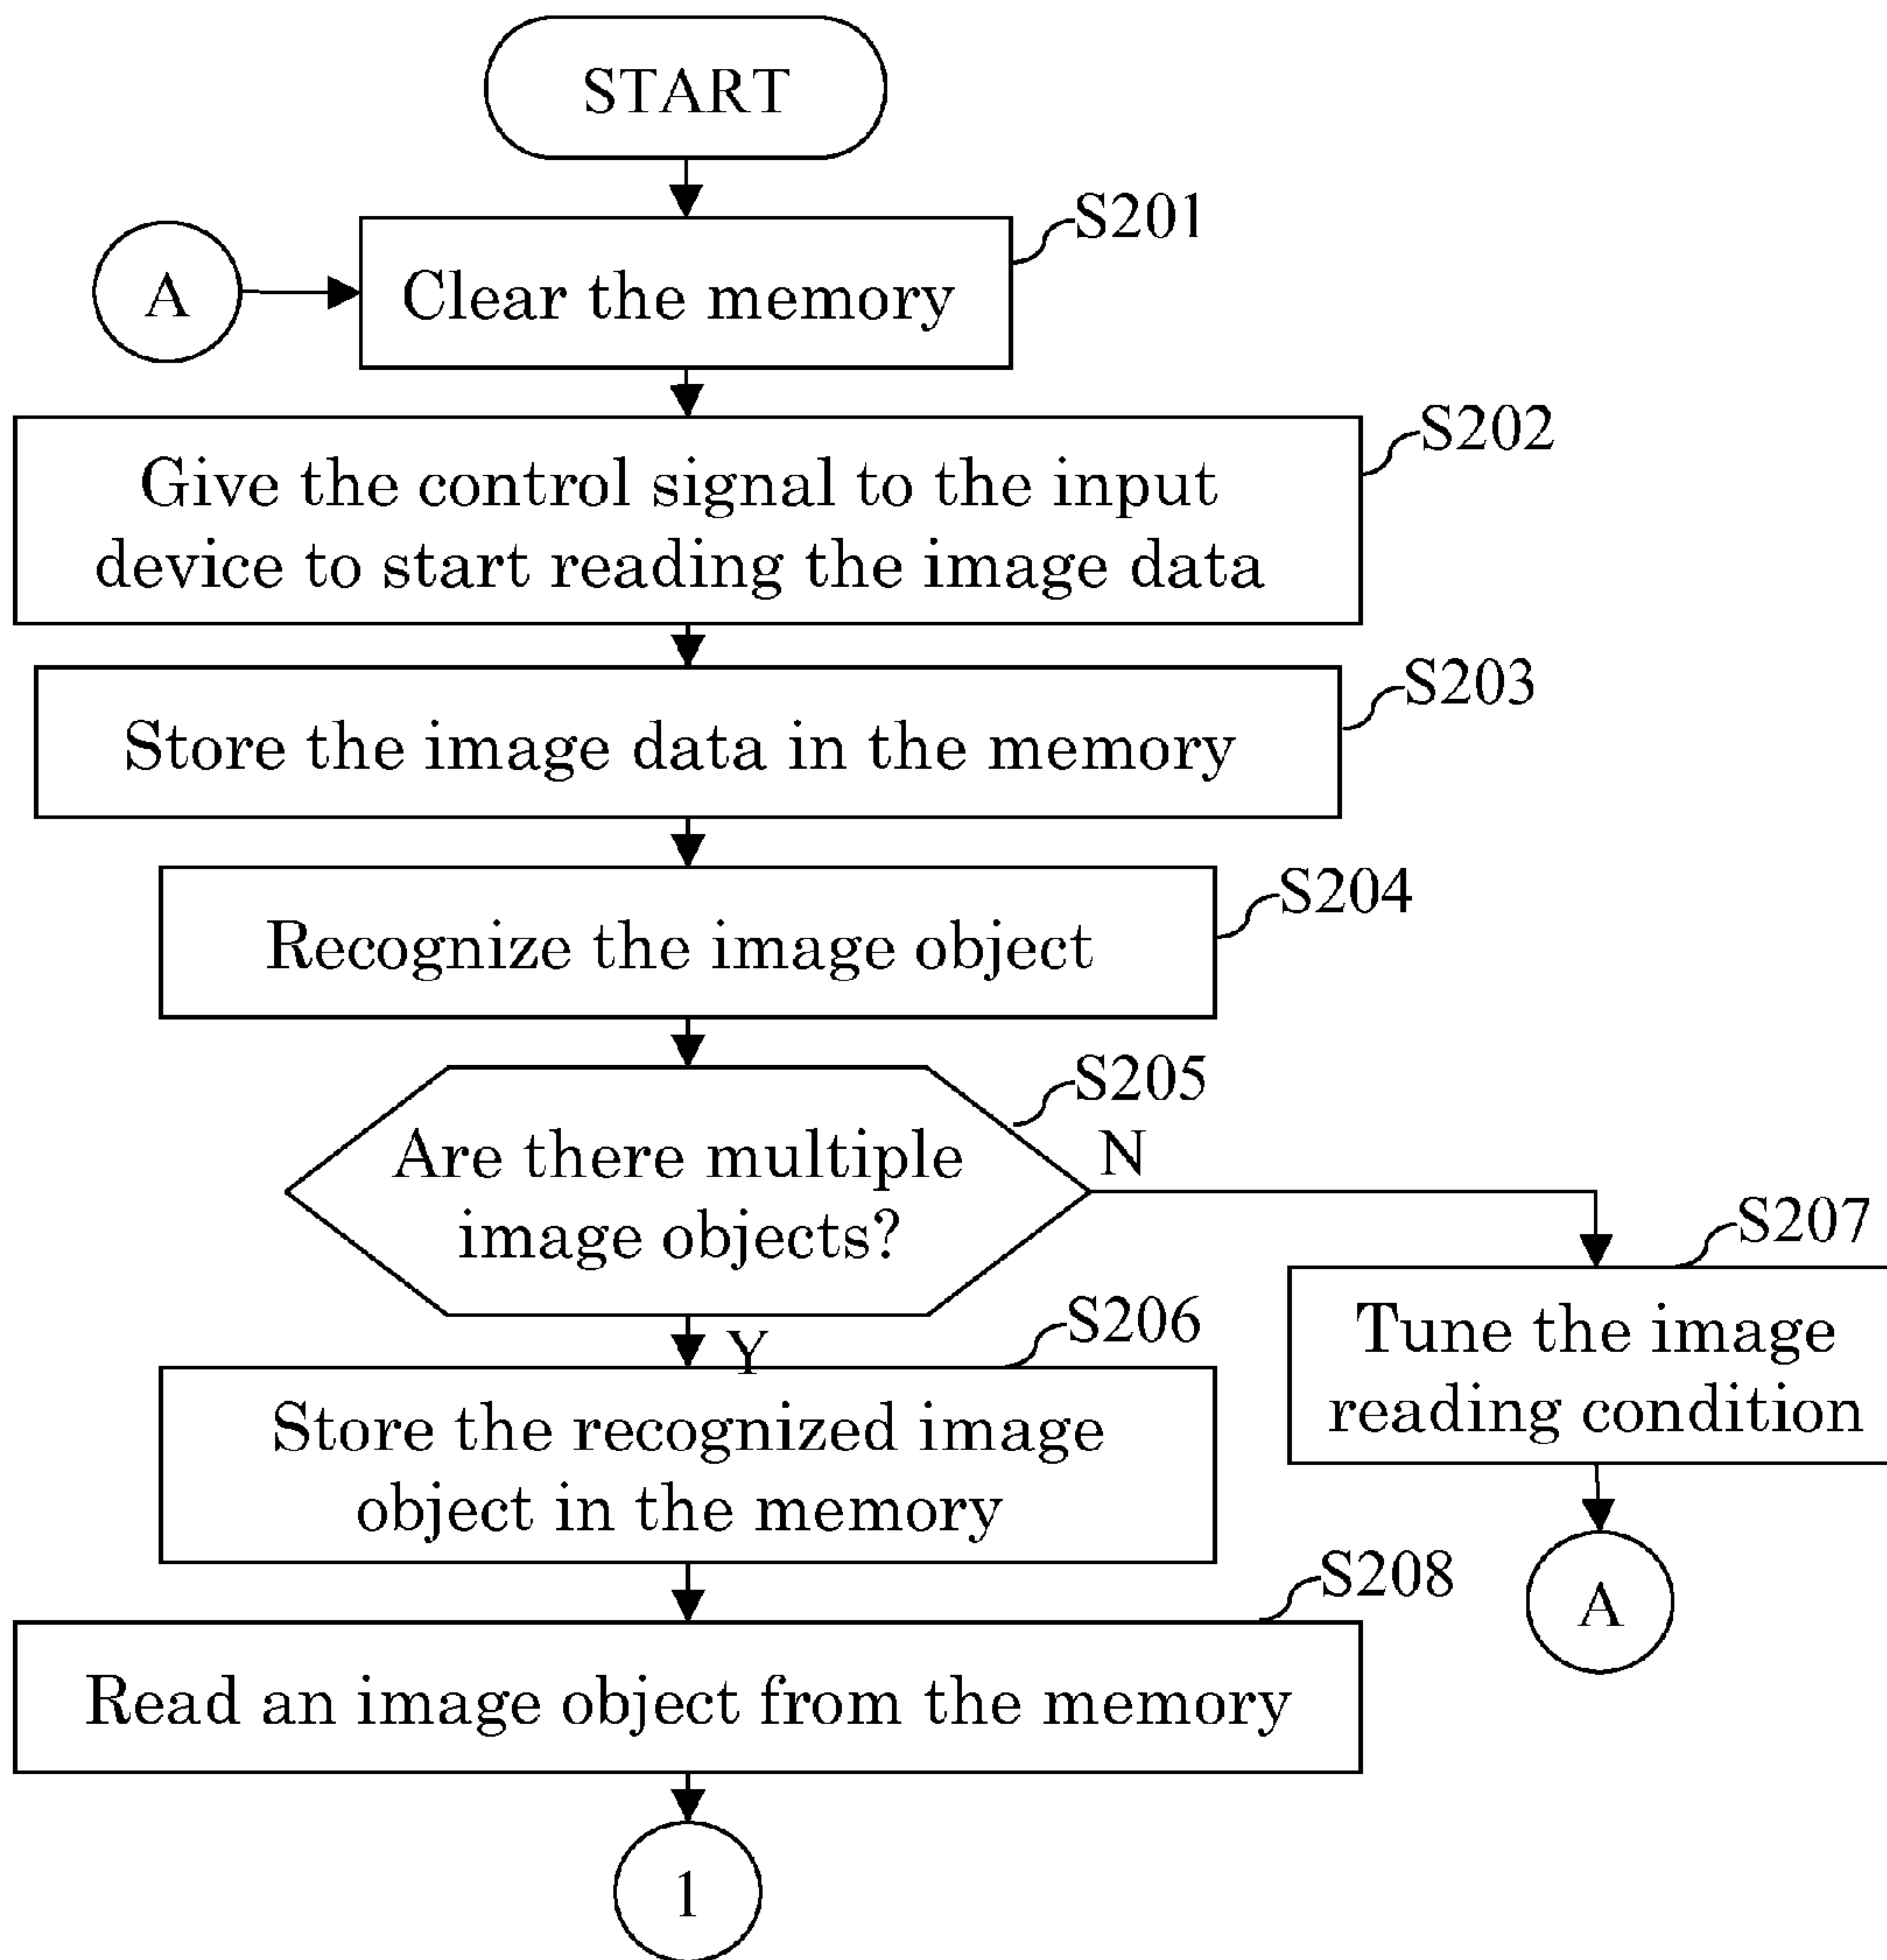 START
S201
A
Clear the memory
S202
Give the control signal to the input
device to start reading the image data
S203
Store the image data in the memory
S204
Recognize the image object
S205
Are there multiple
image objects?
N
S207
Tune the image
reading condition
A
Y
S206
Store the recognized image
object in the memory
S208
Read an image object from the memory
1